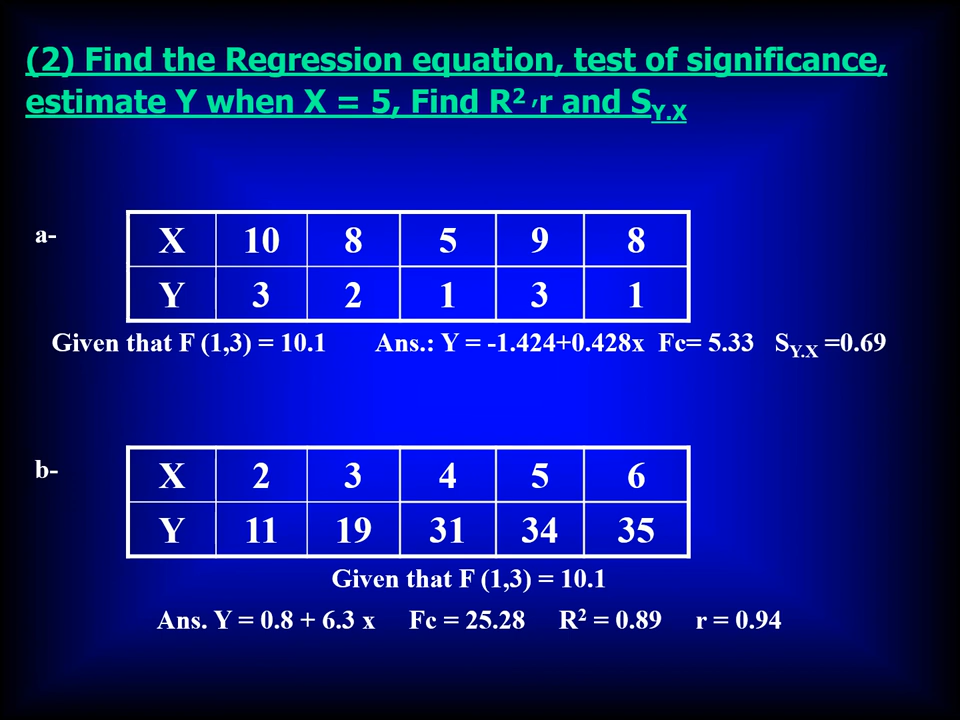 (2) Find the Regression equation, test of significance,
estimate Y when X = 5, Find R² ,r and S_Y.X
a-
X 10 8 5 9 8
Y 3 2 1 3 1
Given that F (1,3) = 10.1 Ans.: Y = -1.424+0.428x Fc= 5.33 S_Y.X =0.69
b-
X 2 3 4 5 6
Y 11 19 31 34 35
Given that F (1,3) = 10.1
Ans. Y = 0.8 + 6.3 x Fc = 25.28 R² = 0.89 r = 0.94